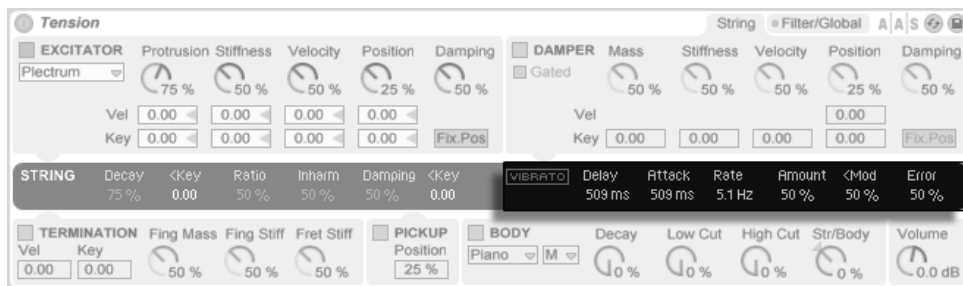 Tension String Filter/Global A A S
EXCITATOR Protrusion Stiffness Velocity Position Damping
Plectrum 75 % 50 % 50 % 25 % 50 %
Vel 0.00 0.00 0.00 0.00
Key 0.00 0.00 0.00 0.00 Fix.Pos
DAMPER Mass Stiffness Velocity Position Damping
Gated 50 % 50 % 50 % 25 % 50 %
Vel 0.00
Key 0.00 0.00 0.00 0.00 Fix.Pos
STRING Decay <Key Ratio Inharm Damping <Key
75 % 0.00 50 % 50 % 50 % 0.00
VIBRATO Delay Attack Rate Amount <Mod Error
509 ms 509 ms 5.1 Hz 50 % 50 % 50 %
TERMINATION Fing Mass Fing Stiff Fret Stiff
Vel Key
0.00 0.00 50 % 50 % 50 %
PICKUP
Position
25 %
BODY Decay Low Cut High Cut Str/Body
Piano M 0 % 0 % 0 % 0 %
Volume
0.0 dB